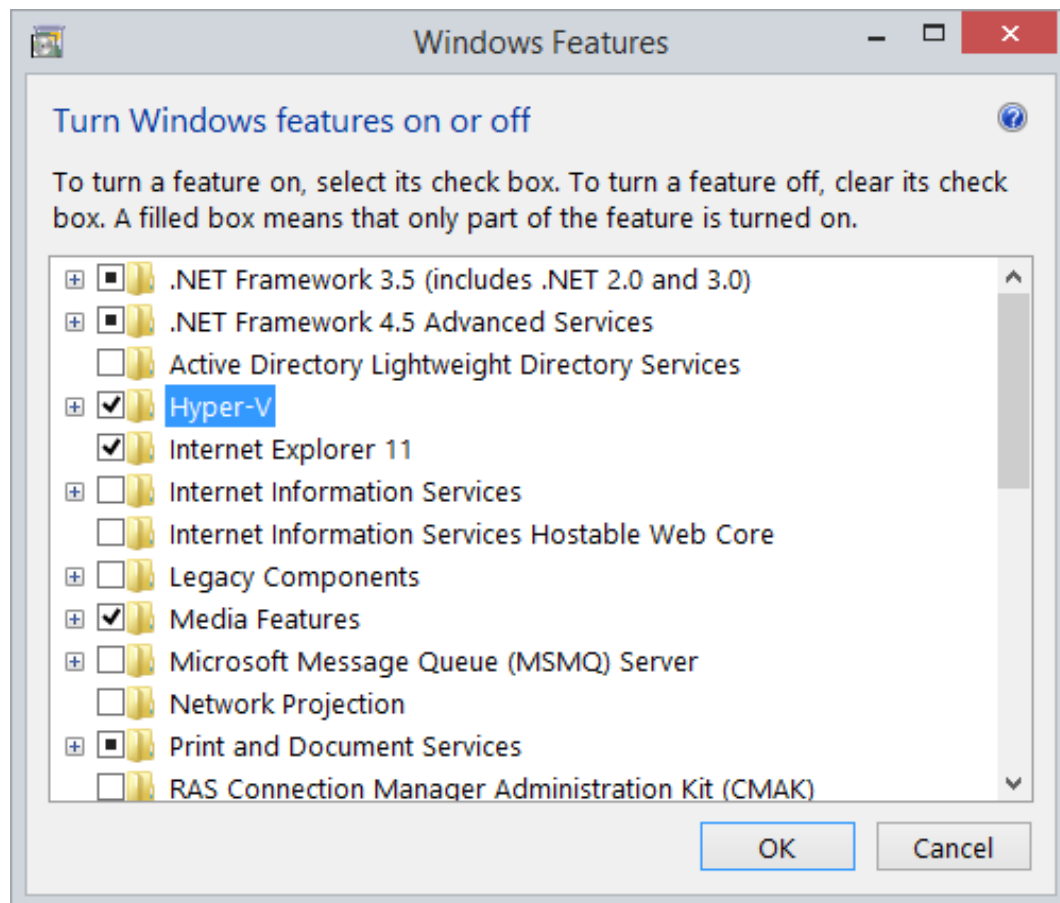 Windows Features
Turn Windows features on or off
To turn a feature on, select its check box. To turn a feature off, clear its check
box. A filled box means that only part of the feature is turned on.
.NET Framework 3.5 (includes .NET 2.0 and 3.0)
.NET Framework 4.5 Advanced Services
Active Directory Lightweight Directory Services
Hyper-V
Internet Explorer 11
Internet Information Services
Internet Information Services Hostable Web Core
Legacy Components
Media Features
Microsoft Message Queue (MSMQ) Server
Network Projection
Print and Document Services
RAS Connection Manager Administration Kit (CMAK)
OK Cancel